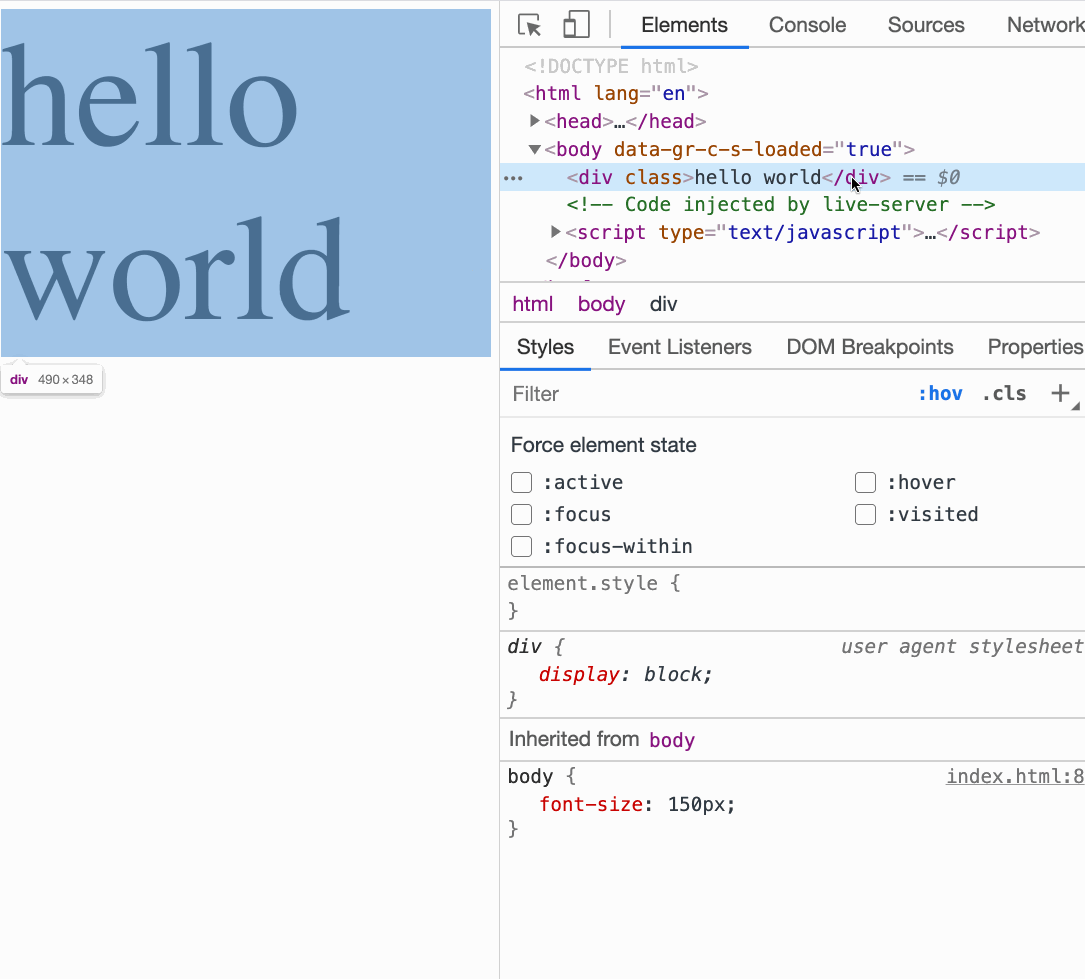 hello
world
div 490 × 348
Elements Console Sources Network
<!DOCTYPE html>
<html lang="en">
▶<head>…</head>
▼<body data-gr-c-s-loaded="true">
… <div class>hello world</div> == $0
<!-- Code injected by live-server -->
▶<script type="text/javascript">…</script>
</body>
html body div
Styles Event Listeners DOM Breakpoints Properties
Filter :hov .cls +
Force element state
:active :hover
:focus :visited
:focus-within
element.style {
}
div { user agent stylesheet
display: block;
}
Inherited from body
body { index.html:8
font-size: 150px;
}